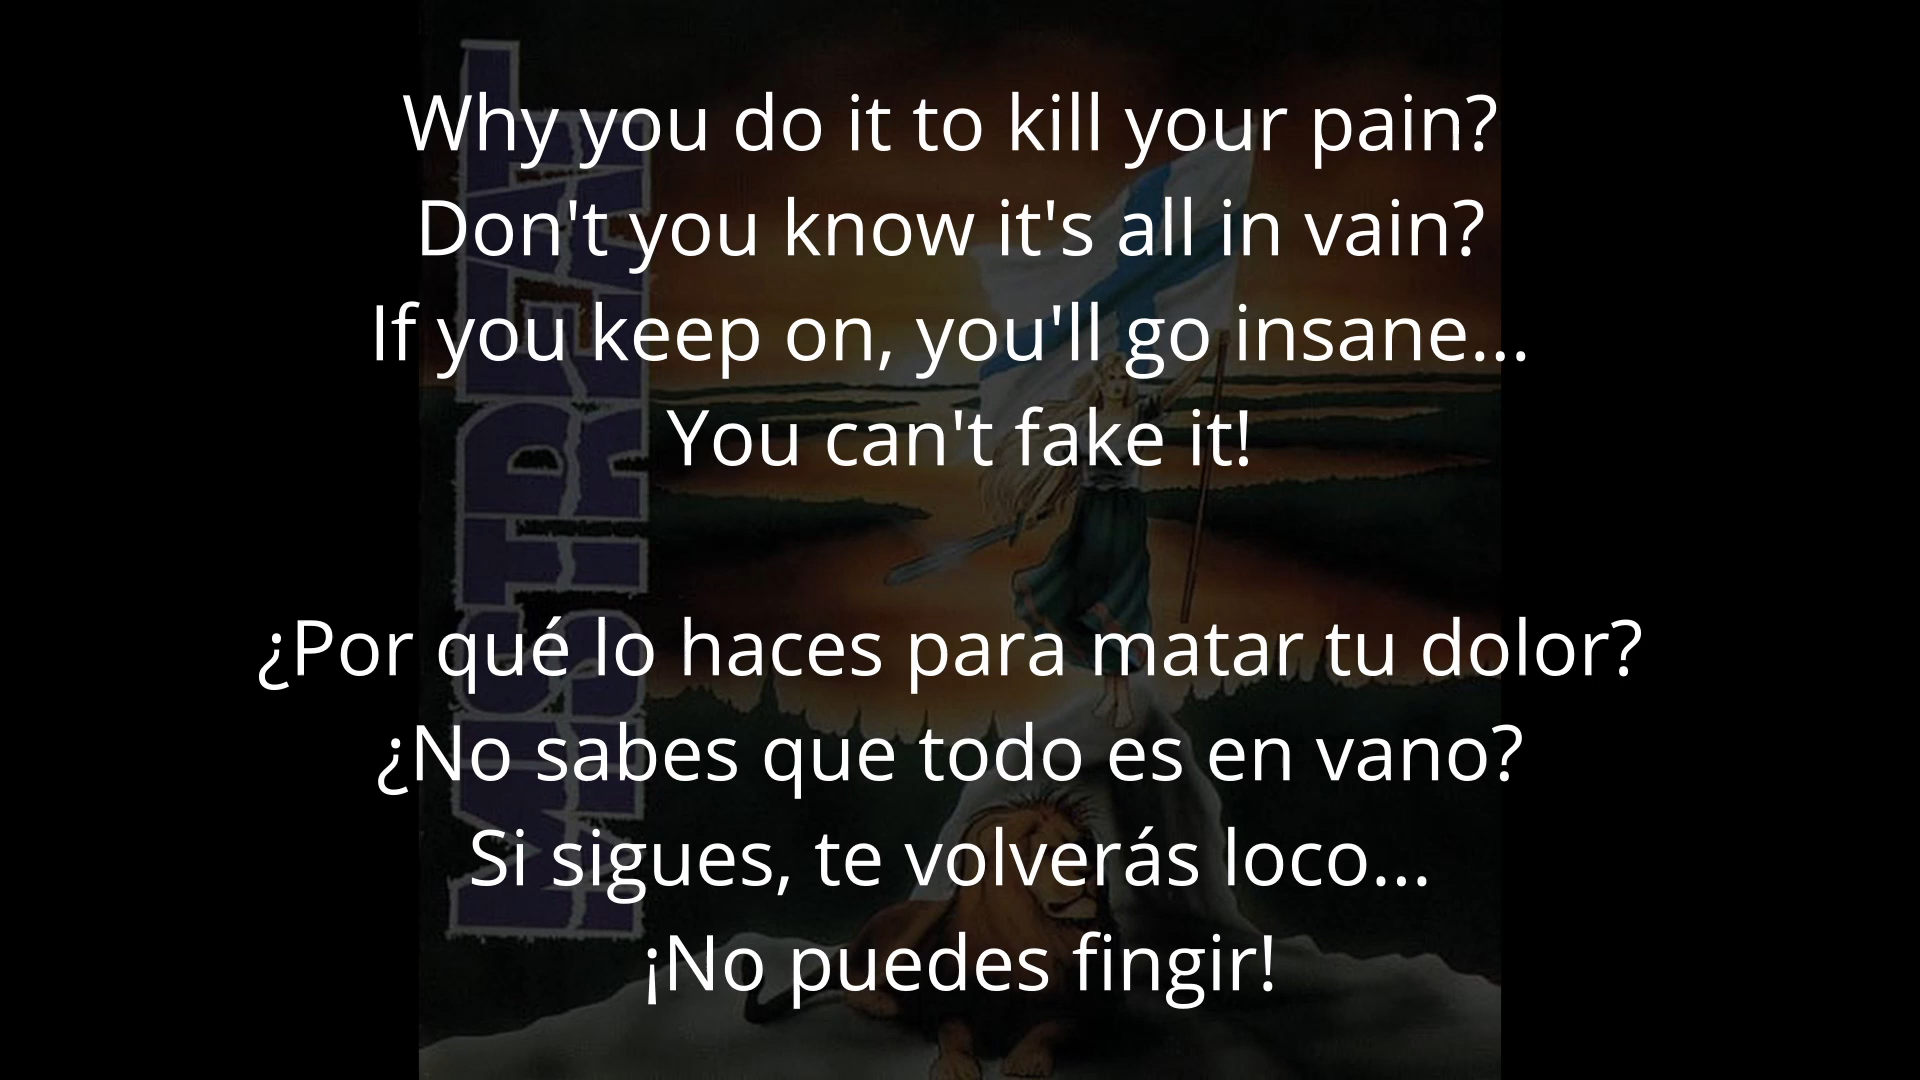 MISTREAT
Why you do it to kill your pain?
Don't you know it's all in vain?
If you keep on, you'll go insane...
You can't fake it!
¿Por qué lo haces para matar tu dolor?
¿No sabes que todo es en vano?
Si sigues, te volverás loco...
¡No puedes fingir!